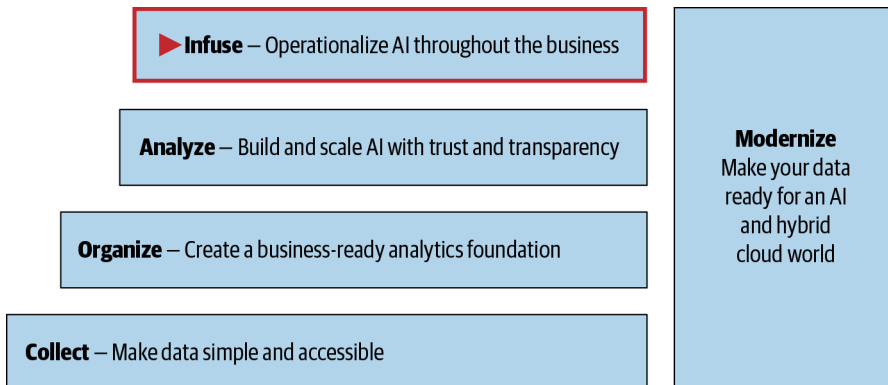 Infuse – Operationalize AI throughout the business
Analyze – Build and scale AI with trust and transparency
Organize – Create a business-ready analytics foundation
Collect – Make data simple and accessible
Modernize
Make your data
ready for an AI
and hybrid
cloud world